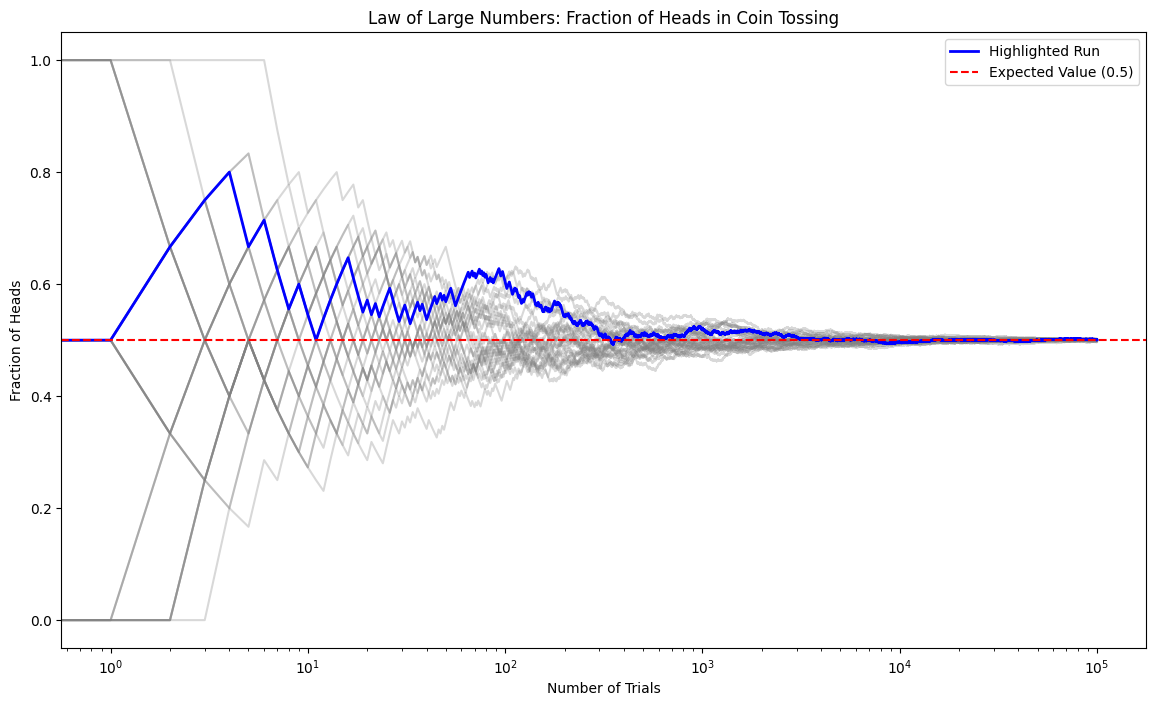 Law of Large Numbers: Fraction of Heads in Coin Tossing
Highlighted Run
Expected Value (0.5)
Fraction of Heads
1.0
0.8
0.6
0.4
0.2
0.0
10⁰ 10¹ 10² 10³ 10⁴ 10⁵
Number of Trials